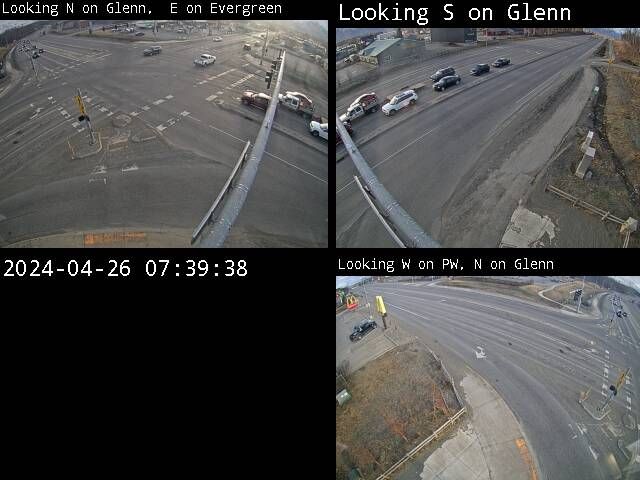 Looking N on Glenn,  E on Evergreen
Looking S on Glenn
2024-04-26 07:39:38
Looking W on PW, N on Glenn